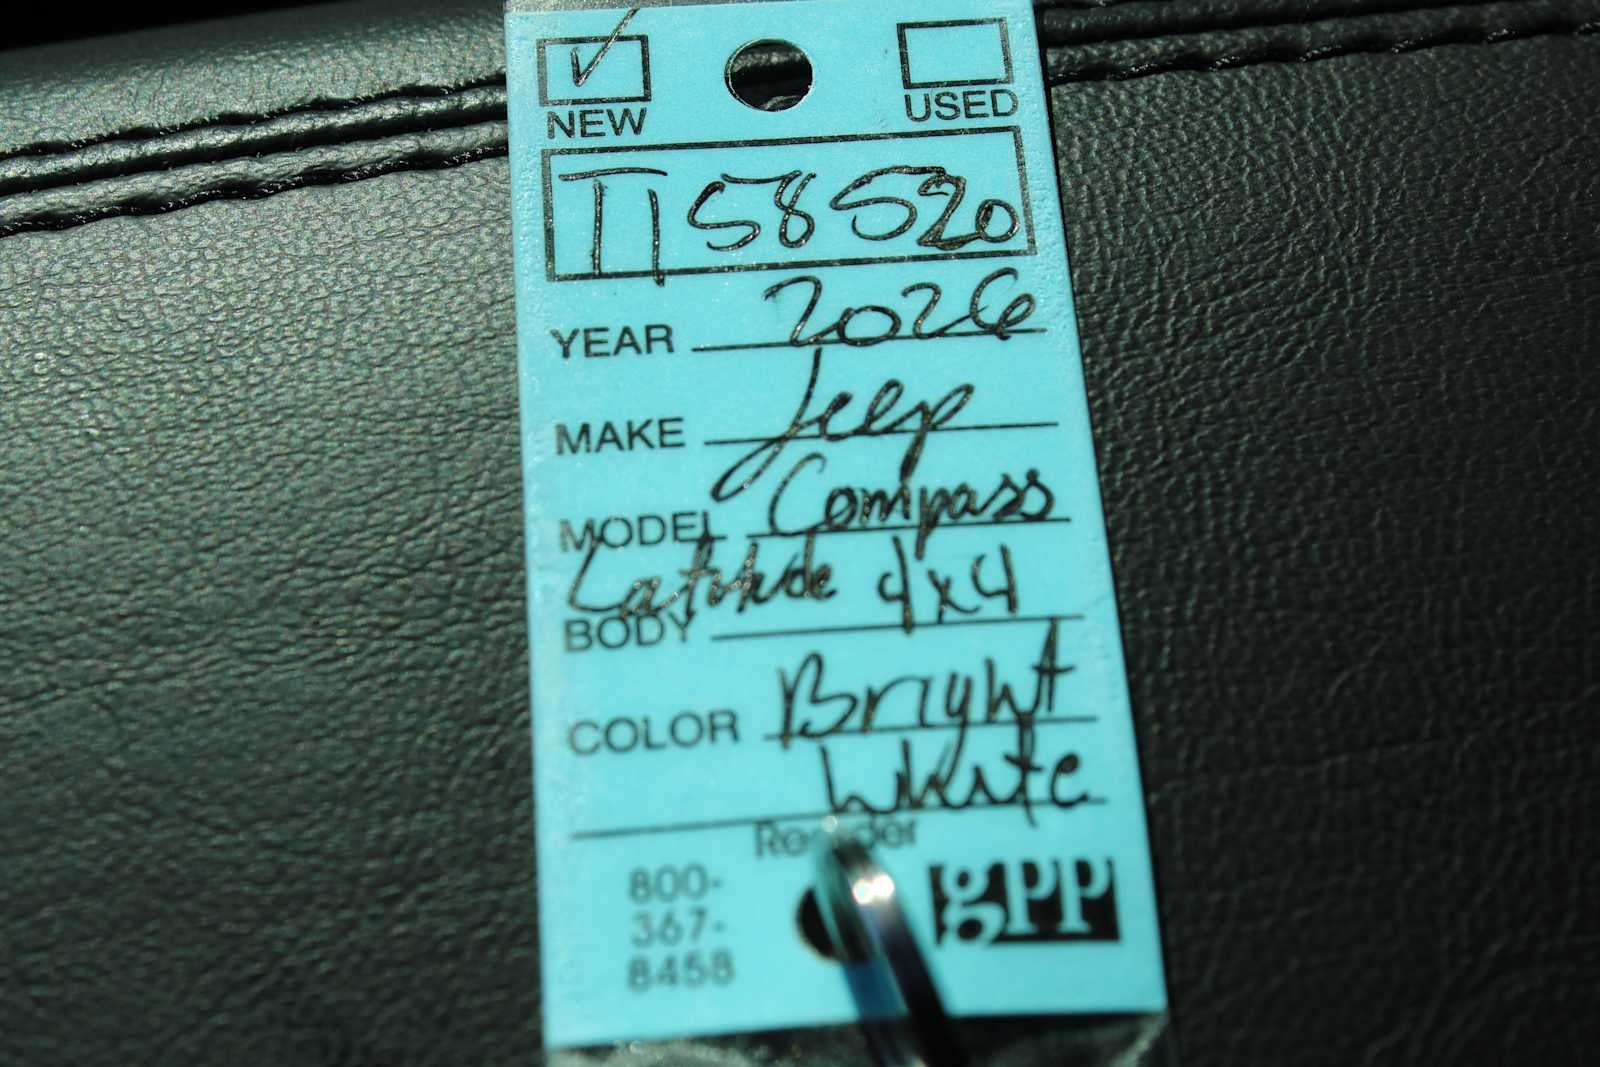 NEW USED
T158520
YEAR 2026
MAKE Jeep
MODEL Compass
Latitude 4x4
BODY
COLOR Bright
White
800-
367-
8458
gpp